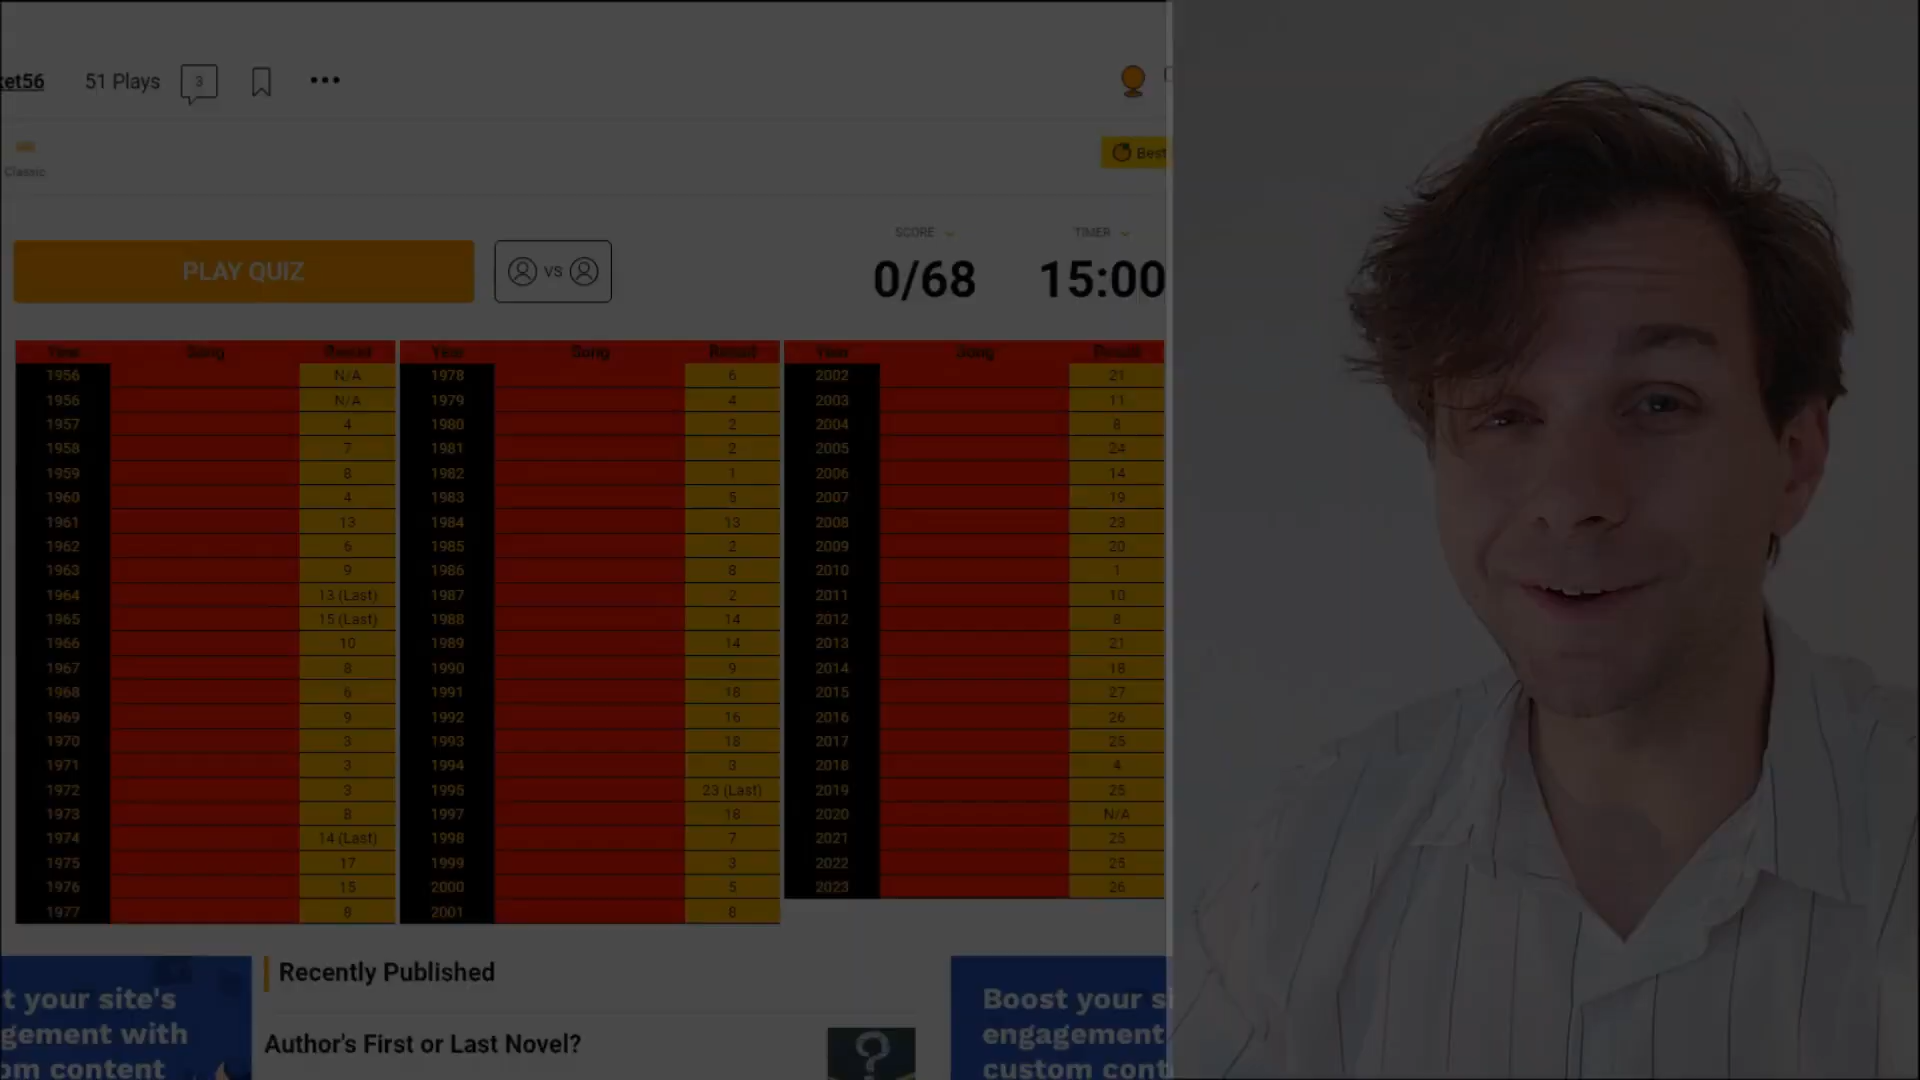 ket56
51 Plays
3
Classic
Best
PLAY QUIZ
VS
SCORE
TIMER
0/68
15:00
Year Song Result
1956 N/A
1956 N/A
1957 4
1958 7
1959 8
1960 4
1961 13
1962 6
1963 9
1964 13 (Last)
1965 15 (Last)
1966 10
1967 8
1968 6
1969 9
1970 3
1971 3
1972 3
1973 8
1974 14 (Last)
1975 17
1976 15
1977 8
Year Song Result
1978 6
1979 4
1980 2
1981 2
1982 1
1983 5
1984 13
1985 2
1986 8
1987 2
1988 14
1989 14
1990 9
1991 18
1992 16
1993 18
1994 3
1995 23 (Last)
1997 18
1998 7
1999 3
2000 5
2001 8
Year Song Result
2002 21
2003 11
2004 8
2005 24
2006 14
2007 19
2008 23
2009 20
2010 1
2011 10
2012 8
2013 21
2014 18
2015 27
2016 26
2017 25
2018 4
2019 25
2020 N/A
2021 25
2022 25
2023 26
t your site's
gement with
om content
Recently Published
Author's First or Last Novel?
?
Boost your si
engagement
custom cont